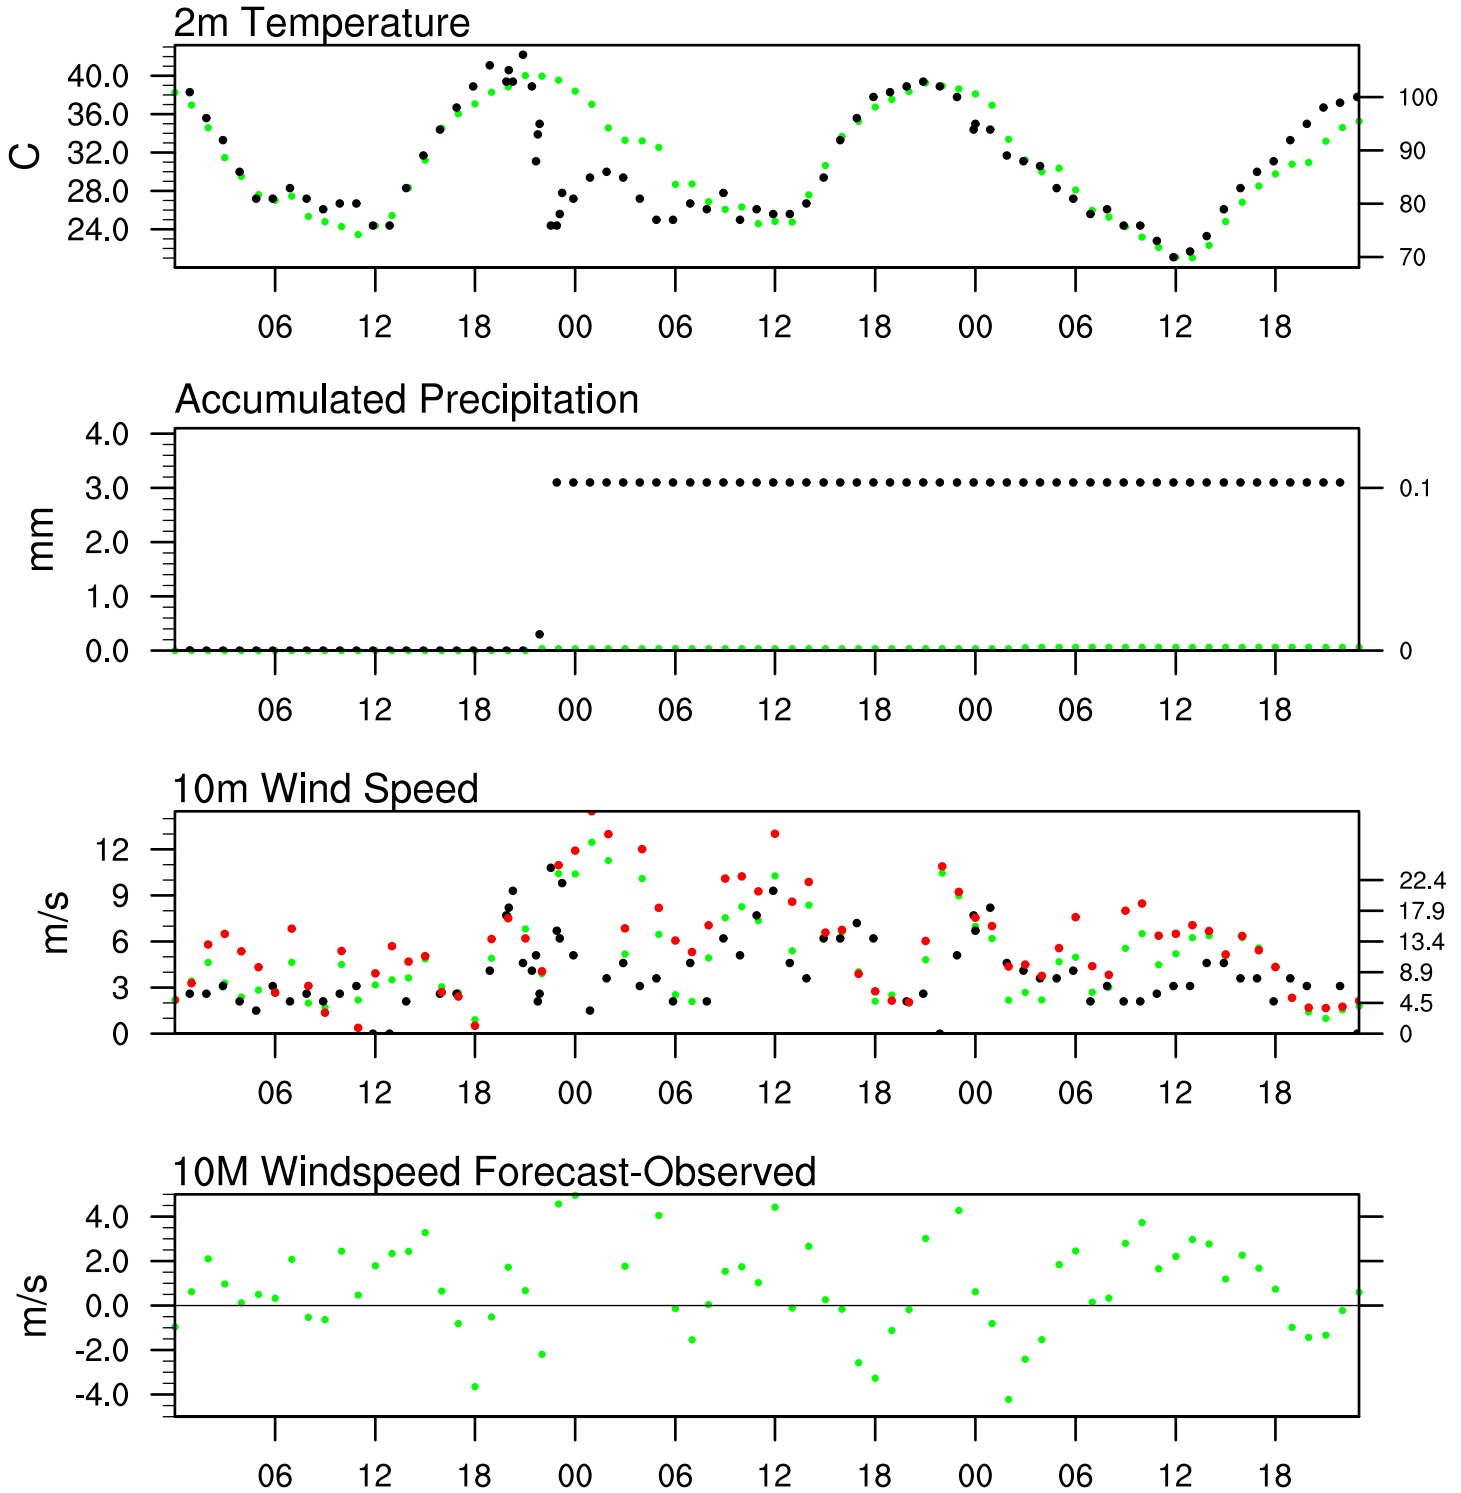 2m Temperature
40.0
36.0
32.0
28.0
24.0
C
100
90
80
70
06 12 18 00 06 12 18 00 06 12 18
Accumulated Precipitation
4.0
3.0
2.0
1.0
0.0
mm
0.1
0
06 12 18 00 06 12 18 00 06 12 18
10m Wind Speed
12
9
6
3
0
m/s
22.4
17.9
13.4
8.9
4.5
0
06 12 18 00 06 12 18 00 06 12 18
10M Windspeed Forecast-Observed
4.0
2.0
0.0
-2.0
-4.0
m/s
06 12 18 00 06 12 18 00 06 12 18